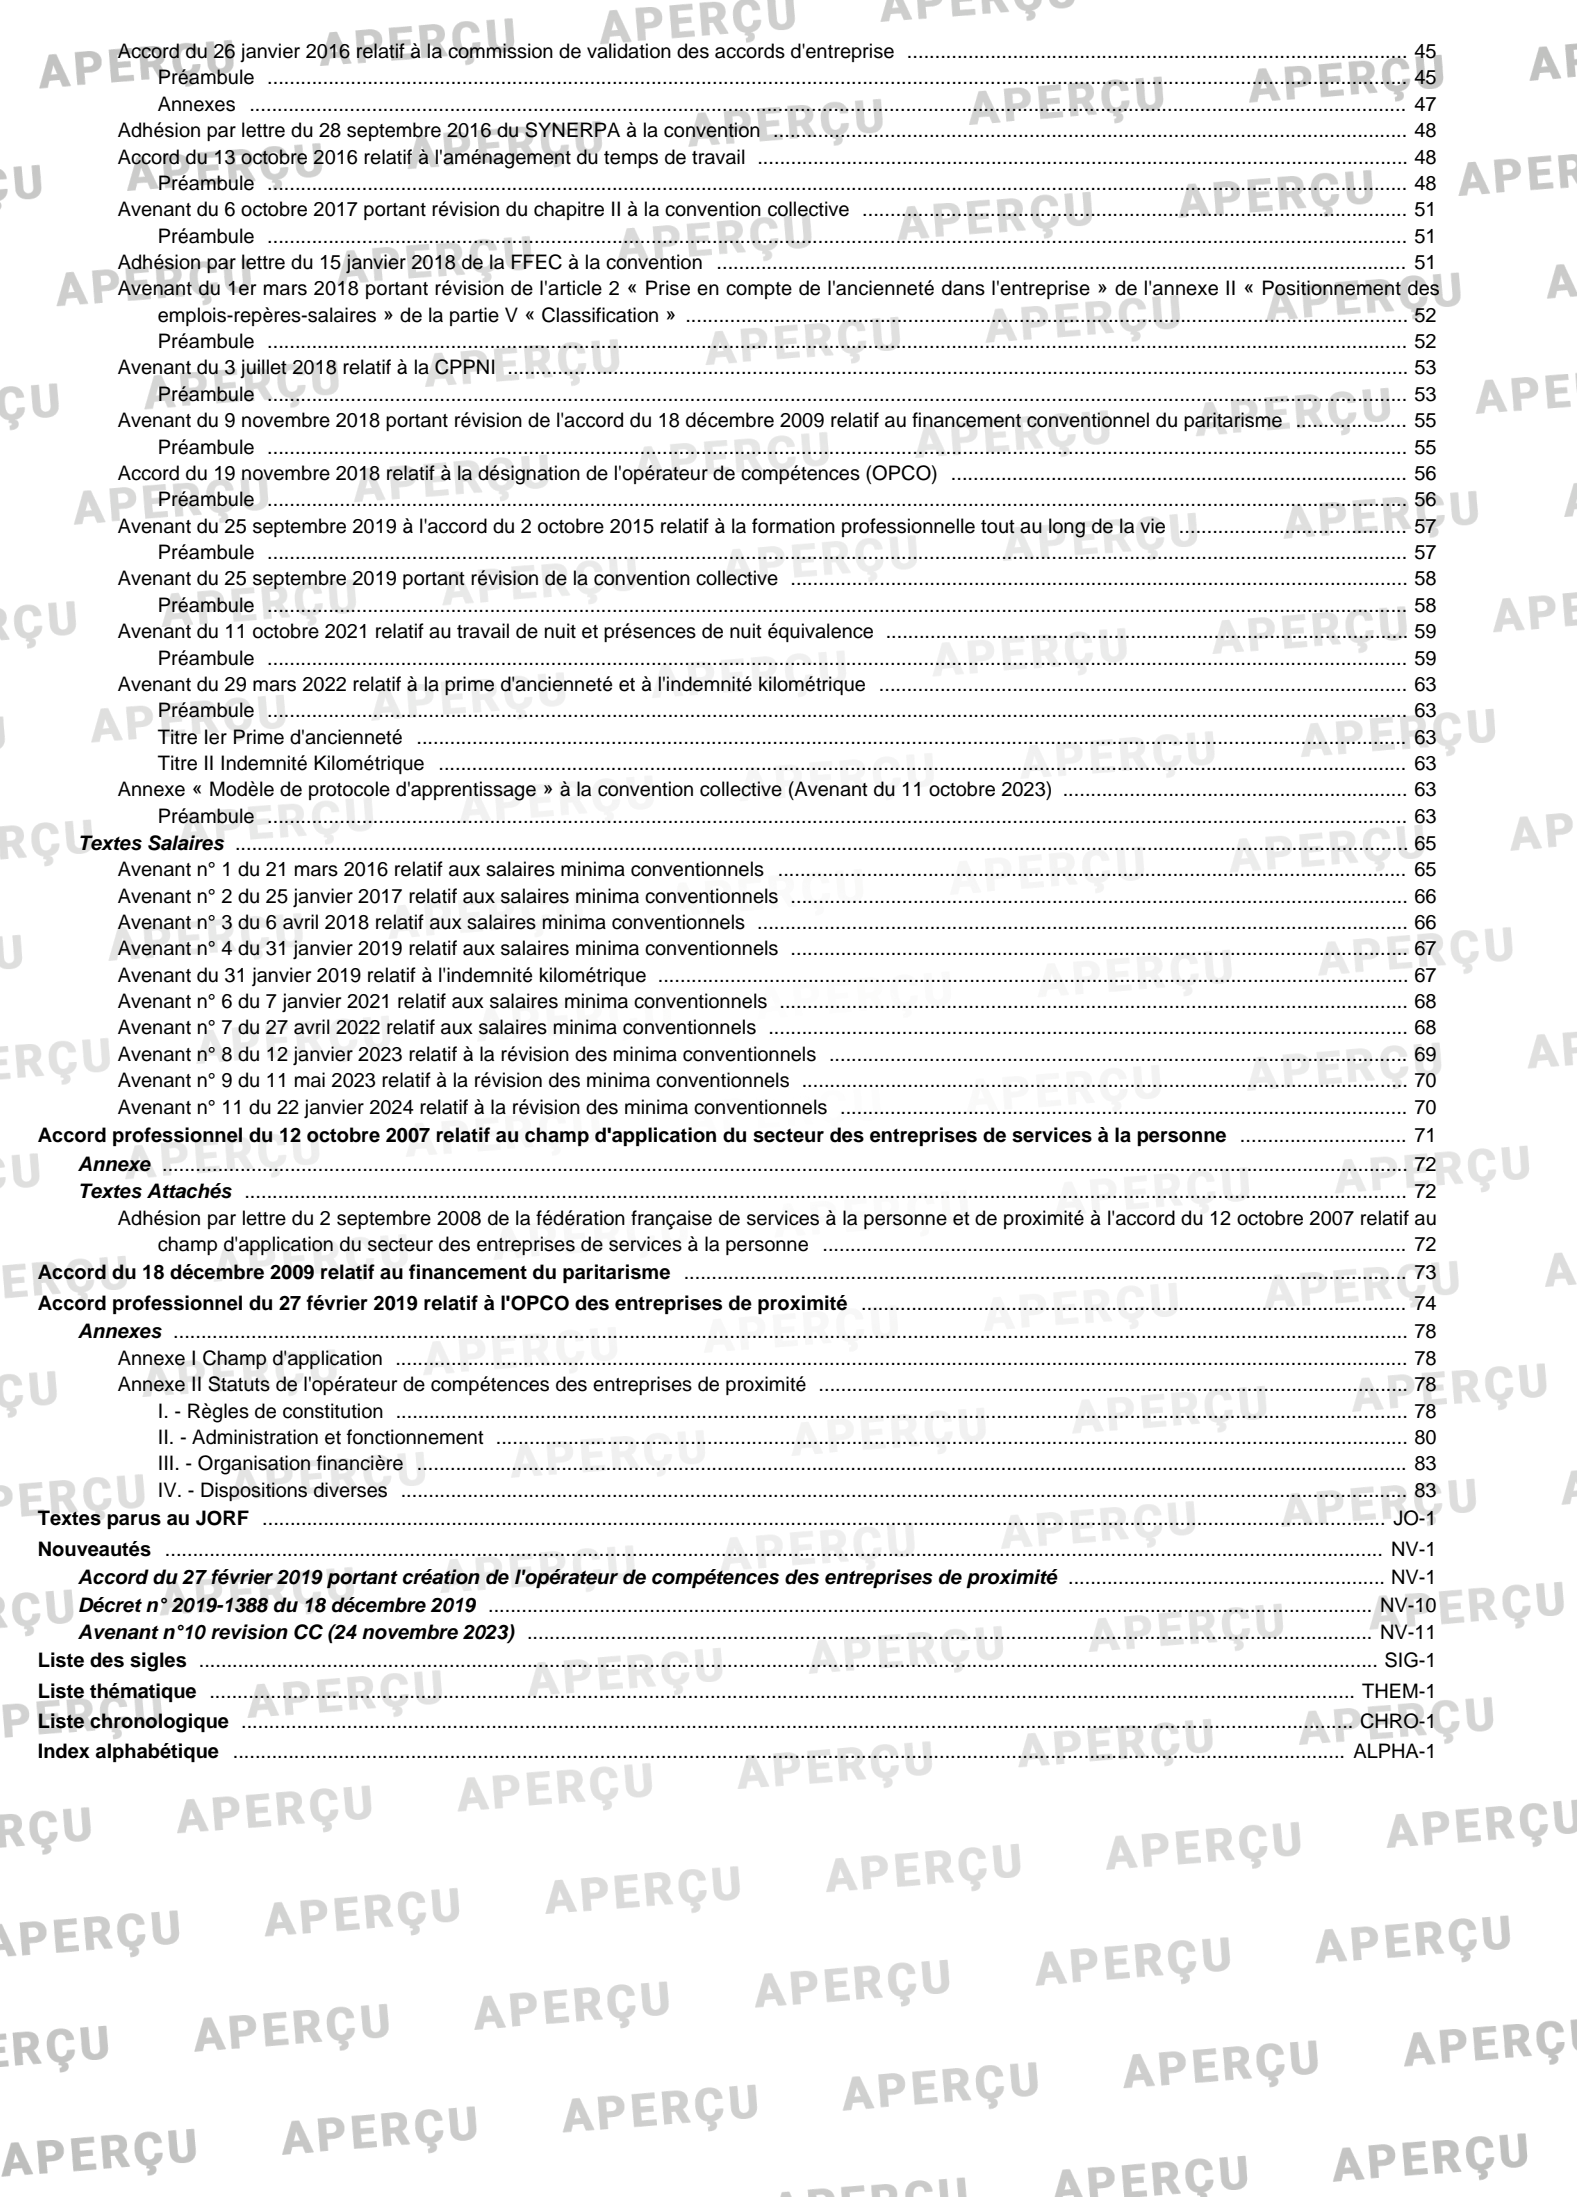 Accord du 26 janvier 2016 relatif à la commission de validation des accords d'entreprise 45
Préambule 45
Annexes 47
Adhésion par lettre du 28 septembre 2016 du SYNERPA à la convention 48
Accord du 13 octobre 2016 relatif à l'aménagement du temps de travail 48
Préambule 48
Avenant du 6 octobre 2017 portant révision du chapitre II à la convention collective 51
Préambule 51
Adhésion par lettre du 15 janvier 2018 de la FFEC à la convention 51
Avenant du 1er mars 2018 portant révision de l'article 2 « Prise en compte de l'ancienneté dans l'entreprise » de l'annexe II « Positionnement des
emplois-repères-salaires » de la partie V « Classification » 52
Préambule 52
Avenant du 3 juillet 2018 relatif à la CPPNI 53
Préambule 53
Avenant du 9 novembre 2018 portant révision de l'accord du 18 décembre 2009 relatif au financement conventionnel du paritarisme 55
Préambule 55
Accord du 19 novembre 2018 relatif à la désignation de l'opérateur de compétences (OPCO) 56
Préambule 56
Avenant du 25 septembre 2019 à l'accord du 2 octobre 2015 relatif à la formation professionnelle tout au long de la vie 57
Préambule 57
Avenant du 25 septembre 2019 portant révision de la convention collective 58
Préambule 58
Avenant du 11 octobre 2021 relatif au travail de nuit et présences de nuit équivalence 59
Préambule 59
Avenant du 29 mars 2022 relatif à la prime d'ancienneté et à l'indemnité kilométrique 63
Préambule 63
Titre Ier Prime d'ancienneté 63
Titre II Indemnité Kilométrique 63
Annexe « Modèle de protocole d'apprentissage » à la convention collective (Avenant du 11 octobre 2023) 63
Préambule 63
Textes Salaires 65
Avenant n° 1 du 21 mars 2016 relatif aux salaires minima conventionnels 65
Avenant n° 2 du 25 janvier 2017 relatif aux salaires minima conventionnels 66
Avenant n° 3 du 6 avril 2018 relatif aux salaires minima conventionnels 66
Avenant n° 4 du 31 janvier 2019 relatif aux salaires minima conventionnels 67
Avenant du 31 janvier 2019 relatif à l'indemnité kilométrique 67
Avenant n° 6 du 7 janvier 2021 relatif aux salaires minima conventionnels 68
Avenant n° 7 du 27 avril 2022 relatif aux salaires minima conventionnels 68
Avenant n° 8 du 12 janvier 2023 relatif à la révision des minima conventionnels 69
Avenant n° 9 du 11 mai 2023 relatif à la révision des minima conventionnels 70
Avenant n° 11 du 22 janvier 2024 relatif à la révision des minima conventionnels 70
Accord professionnel du 12 octobre 2007 relatif au champ d'application du secteur des entreprises de services à la personne 71
Annexe 72
Textes Attachés 72
Adhésion par lettre du 2 septembre 2008 de la fédération française de services à la personne et de proximité à l'accord du 12 octobre 2007 relatif au
champ d'application du secteur des entreprises de services à la personne 72
Accord du 18 décembre 2009 relatif au financement du paritarisme 73
Accord professionnel du 27 février 2019 relatif à l'OPCO des entreprises de proximité 74
Annexes 78
Annexe I Champ d'application 78
Annexe II Statuts de l'opérateur de compétences des entreprises de proximité 78
I. - Règles de constitution 78
II. - Administration et fonctionnement 80
III. - Organisation financière 83
IV. - Dispositions diverses 83
Textes parus au JORF JO-1
Nouveautés NV-1
Accord du 27 février 2019 portant création de l'opérateur de compétences des entreprises de proximité NV-1
Décret n° 2019-1388 du 18 décembre 2019 NV-10
Avenant n°10 revision CC (24 novembre 2023) NV-11
Liste des sigles SIG-1
Liste thématique THEM-1
Liste chronologique CHRO-1
Index alphabétique ALPHA-1